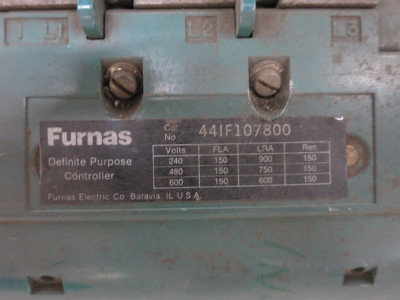 L1 L2 L3
Furnas Cat. No 44IF107800
Definite Purpose Controller
Volts FLA LRA Res.
240 150 900 150
480 150 750 150
600 150 600 150
Furnas Electric Co. Batavia, IL U.S.A.